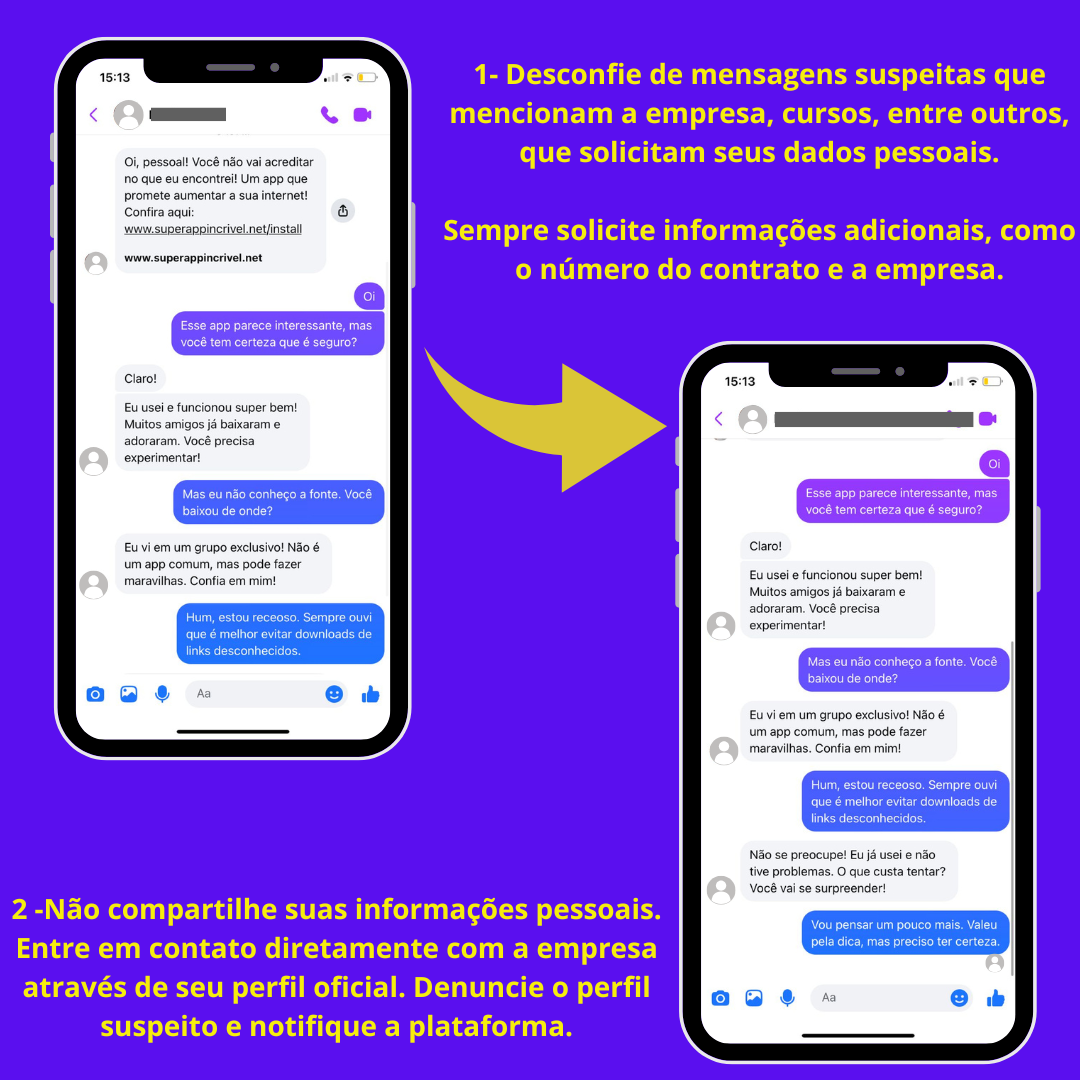 1- Desconfie de mensagens suspeitas que
mencionam a empresa, cursos, entre outros,
que solicitam seus dados pessoais.
Sempre solicite informações adicionais, como
o número do contrato e a empresa.
15:13
Oi, pessoal! Você não vai acreditar
no que eu encontrei! Um app que
promete aumentar a sua internet!
Confira aqui:
www.superappincrivel.net/install
www.superappincrivel.net
Oi
Esse app parece interessante, mas
você tem certeza que é seguro?
Claro!
Eu usei e funcionou super bem!
Muitos amigos já baixaram e
adoraram. Você precisa
experimentar!
Mas eu não conheço a fonte. Você
baixou de onde?
Eu vi em um grupo exclusivo! Não é
um app comum, mas pode fazer
maravilhas. Confia em mim!
Hum, estou receoso. Sempre ouvi
que é melhor evitar downloads de
links desconhecidos.
Aa
15:13
Oi
Esse app parece interessante, mas
você tem certeza que é seguro?
Claro!
Eu usei e funcionou super bem!
Muitos amigos já baixaram e
adoraram. Você precisa
experimentar!
Mas eu não conheço a fonte. Você
baixou de onde?
Eu vi em um grupo exclusivo! Não é
um app comum, mas pode fazer
maravilhas. Confia em mim!
Hum, estou receoso. Sempre ouvi
que é melhor evitar downloads de
links desconhecidos.
Não se preocupe! Eu já usei e não
tive problemas. O que custa tentar?
Você vai se surpreender!
Vou pensar um pouco mais. Valeu
pela dica, mas preciso ter certeza.
Aa
2 -Não compartilhe suas informações pessoais.
Entre em contato diretamente com a empresa
através de seu perfil oficial. Denuncie o perfil
suspeito e notifique a plataforma.